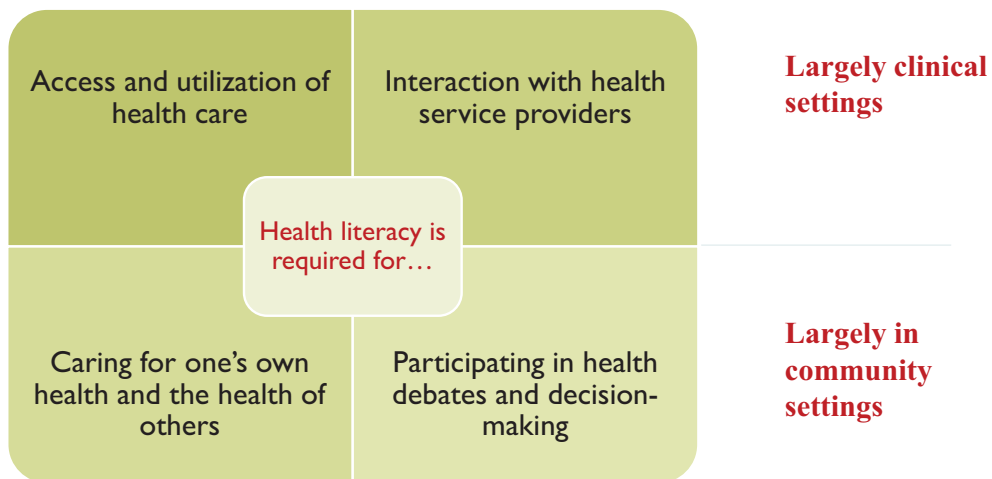 Access and utilization of
health care
Interaction with health
service providers
Largely clinical
settings
Health literacy is
required for…
Caring for one’s own
health and the health of
others
Participating in health
debates and decision-
making
Largely in
community
settings